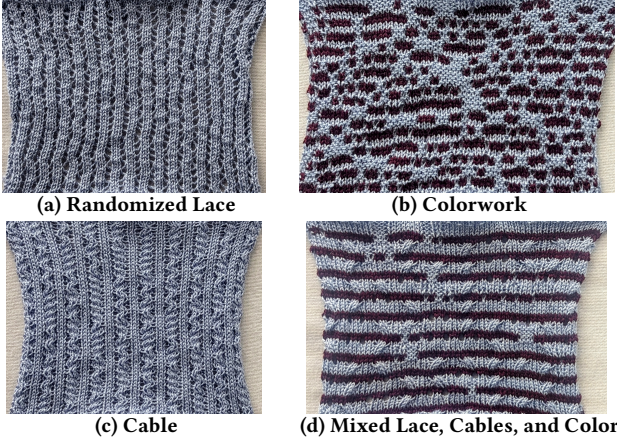 (a) Randomized Lace
(b) Colorwork
(c) Cable
(d) Mixed Lace, Cables, and Color